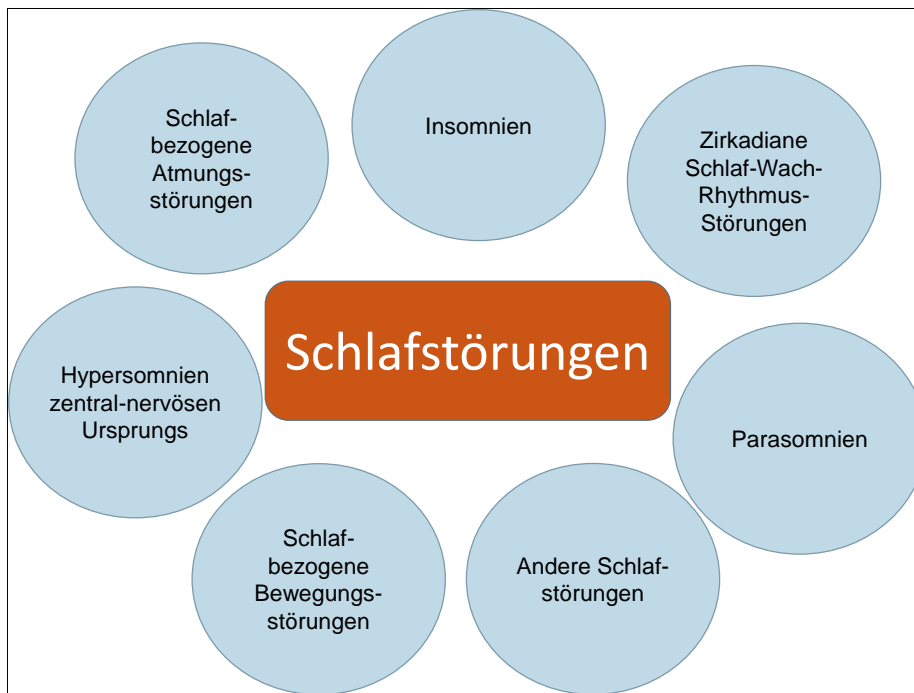 Schlaf-
bezogene
Atmungs-
störungen
Insomnien
Zirkadiane
Schlaf-Wach-
Rhythmus-
Störungen
Schlafstörungen
Hypersomnien
zentral-nervösen
Ursprungs
Parasomnien
Schlaf-
bezogene
Bewegungs-
störungen
Andere Schlaf-
störungen